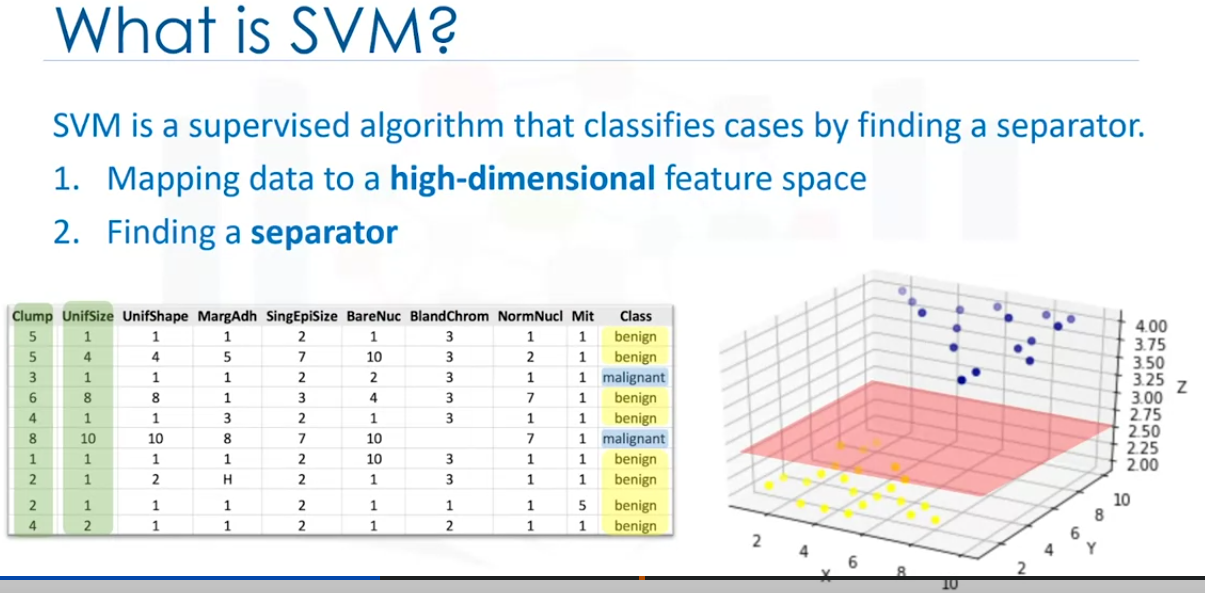 What is SVM?
SVM is a supervised algorithm that classifies cases by finding a separator.
1. Mapping data to a high-dimensional feature space
2. Finding a separator
Clump UnifSize UnifShape MargAdh SingEpiSize BareNuc BlandChrom NormNucl Mit Class
5 1 1 1 2 1 3 1 1 benign
5 4 4 5 7 10 3 2 1 benign
3 1 1 1 2 2 3 1 1 malignant
6 8 8 1 3 4 3 7 1 benign
4 1 1 3 2 1 3 1 1 benign
8 10 10 8 7 10 7 1 malignant
1 1 1 1 2 10 3 1 1 benign
2 1 2 H 2 1 3 1 1 benign
2 1 1 1 2 1 1 1 5 benign
4 2 1 1 2 1 2 1 1 benign
4.00
3.75
3.50
3.25
3.00
2.75
2.50
2.25
2.00
Z
2 4 6 8 10
X
2 4 6 8 10
Y